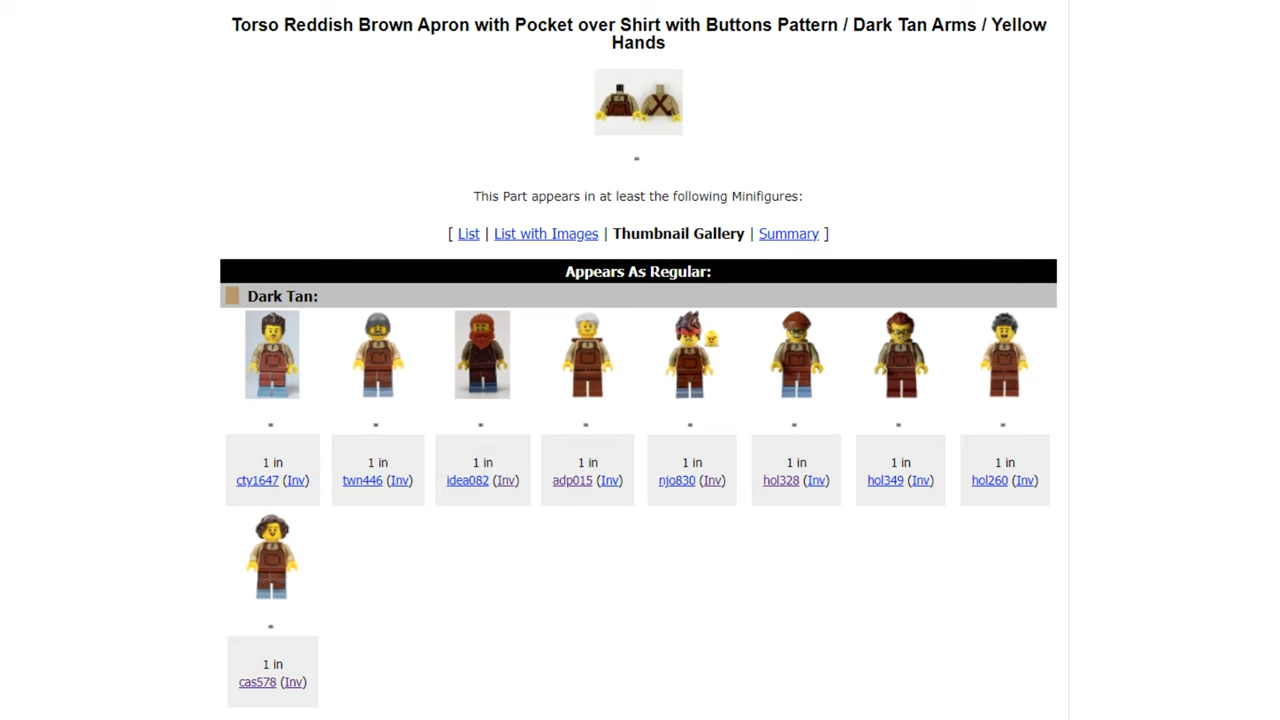 Torso Reddish Brown Apron with Pocket over Shirt with Buttons Pattern / Dark Tan Arms / Yellow
Hands
*
This Part appears in at least the following Minifigures:
[ List | List with Images | Thumbnail Gallery | Summary ]
Appears As Regular:
Dark Tan:
* * * * * * * *
1 in 1 in 1 in 1 in 1 in 1 in 1 in 1 in
cty1647 (Inv) twn446 (Inv) idea082 (Inv) adp015 (Inv) njo830 (Inv) hol328 (Inv) hol349 (Inv) hol260 (Inv)
*
1 in
cas578 (Inv)